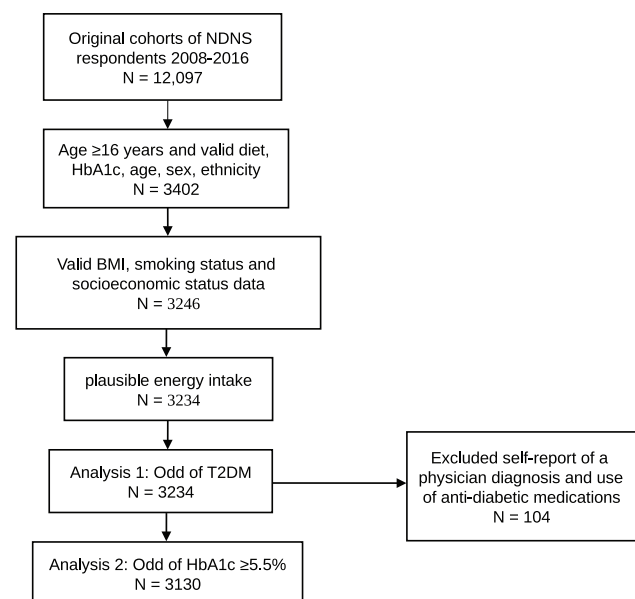 Original cohorts of NDNS
respondents 2008-2016
N = 12,097
Age ≥16 years and valid diet,
HbA1c, age, sex, ethnicity
N = 3402
Valid BMI, smoking status and
socioeconomic status data
N = 3246
plausible energy intake
N = 3234
Analysis 1: Odd of T2DM
N = 3234
Excluded self-report of a
physician diagnosis and use
of anti-diabetic medications
N = 104
Analysis 2: Odd of HbA1c ≥5.5%
N = 3130